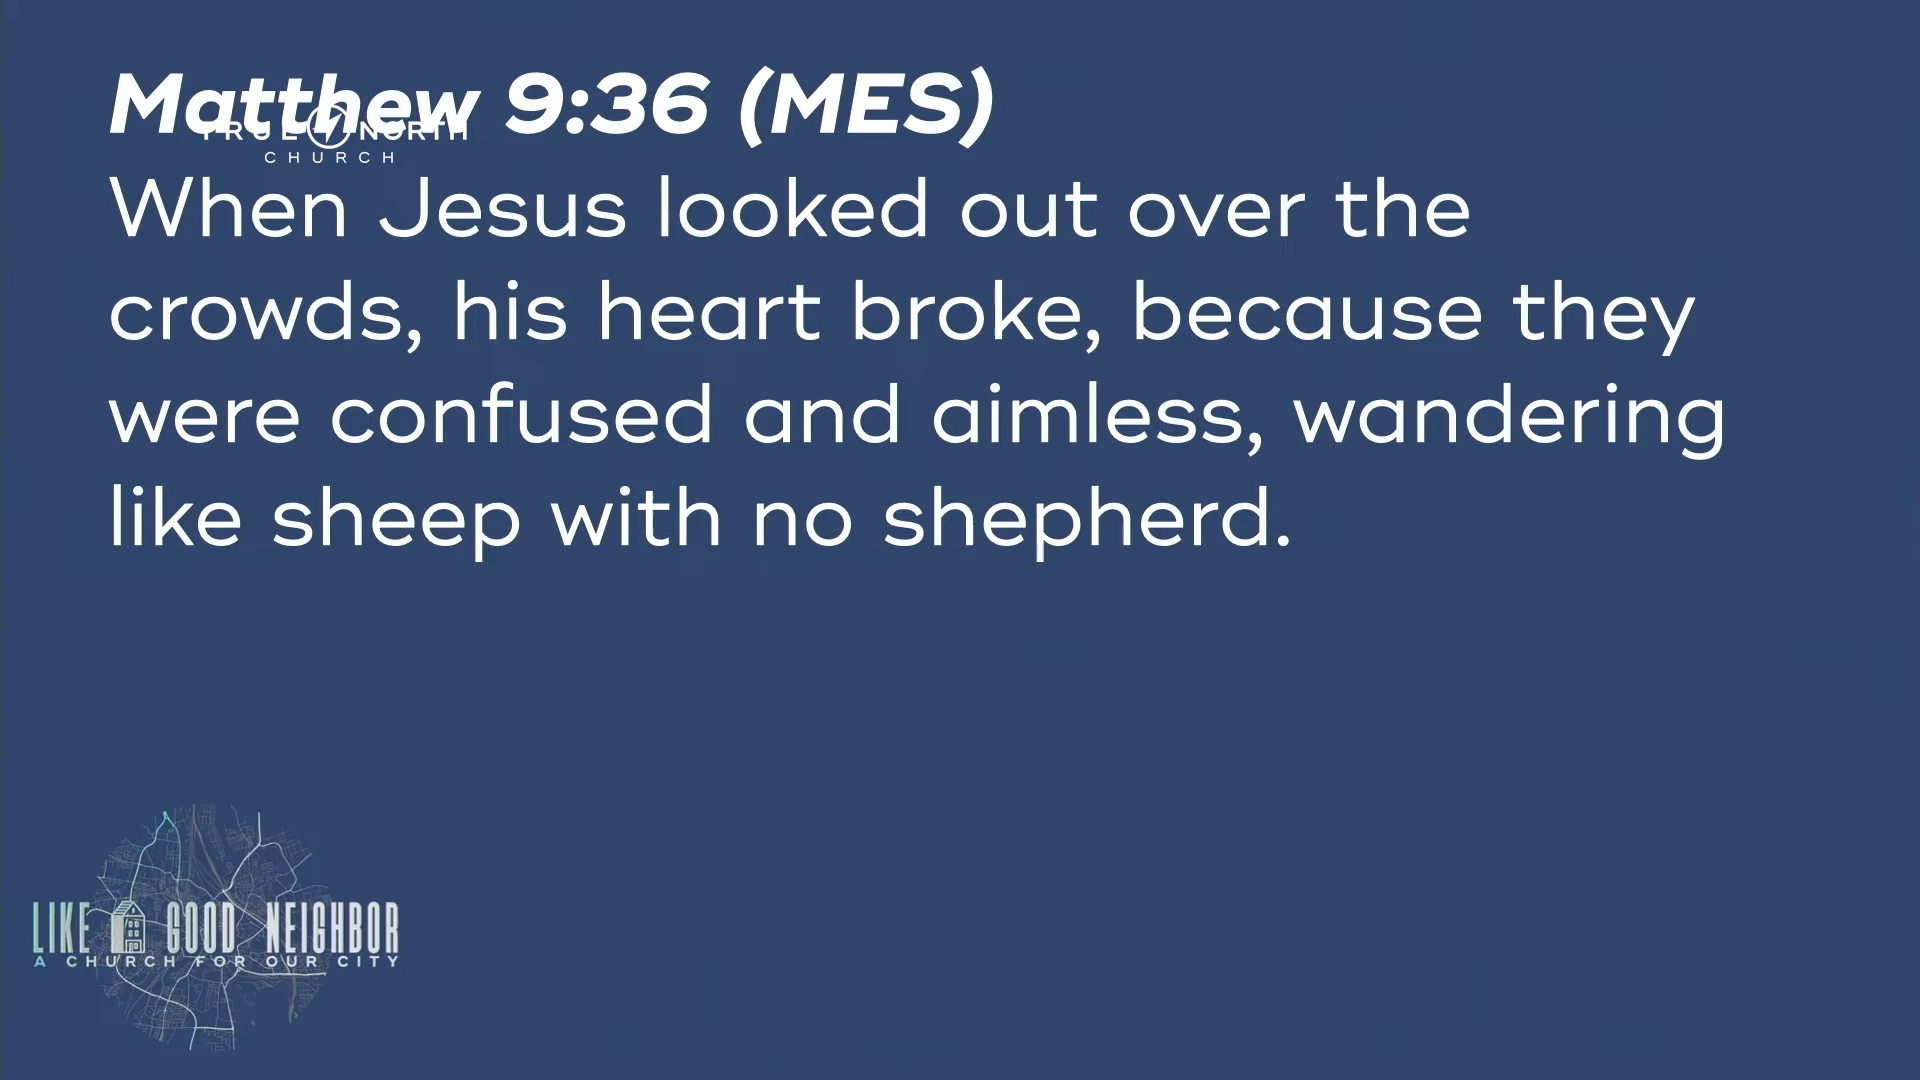 Matthew 9:36 (MES)
TRUE NORTH
CHURCH
When Jesus looked out over the
crowds, his heart broke, because they
were confused and aimless, wandering
like sheep with no shepherd.
LIKE GOOD NEIGHBOR
A CHURCH FOR OUR CITY